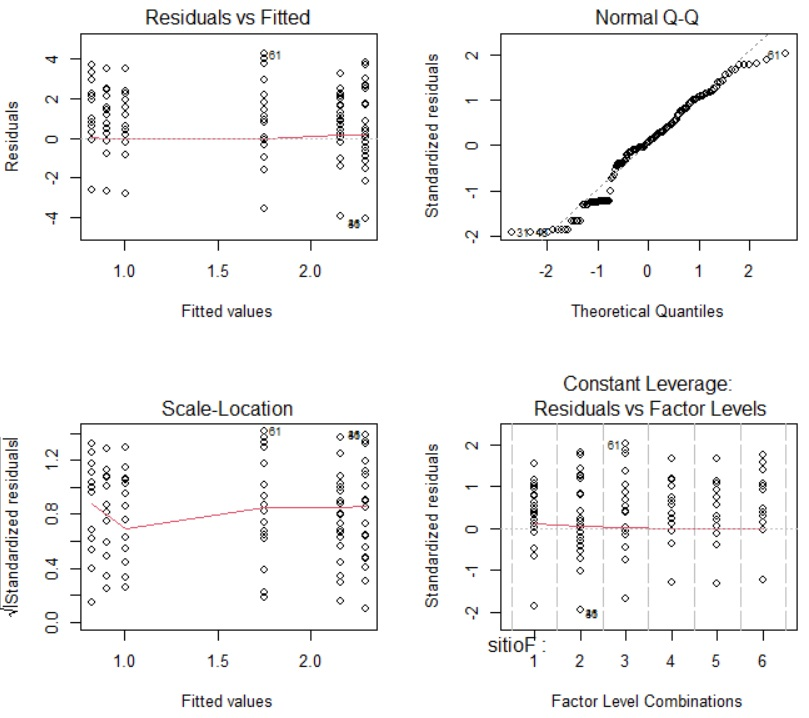 Residuals vs Fitted
Residuals
4
2
0
-2
-4
61
1.0
1.5
2.0
Fitted values
Normal Q-Q
Standardized residuals
2
1
0
-1
-2
61
31
-2
-1
0
1
2
Theoretical Quantiles
Scale-Location
√|Standardized residuals|
1.2
0.8
0.4
0.0
61
1.0
1.5
2.0
Fitted values
Constant Leverage:
Residuals vs Factor Levels
Standardized residuals
2
1
0
-1
-2
61
sitioF :
1
2
3
4
5
6
Factor Level Combinations